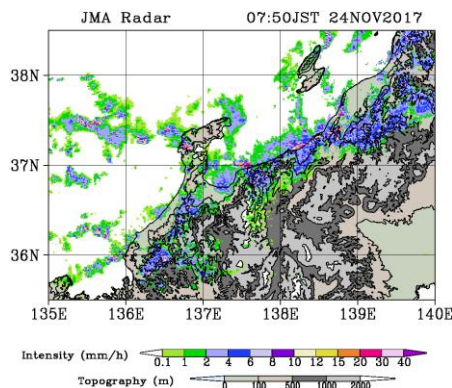 JMA Radar 07:50JST 24NOV2017
38N
37N
36N
135E 136E 137E 138E 139E 140E
Intensity (mm/h) 0.1 1 2 4 6 8 10 12 15 20 30 40
Topography (m) 0 100 500 1000 2000